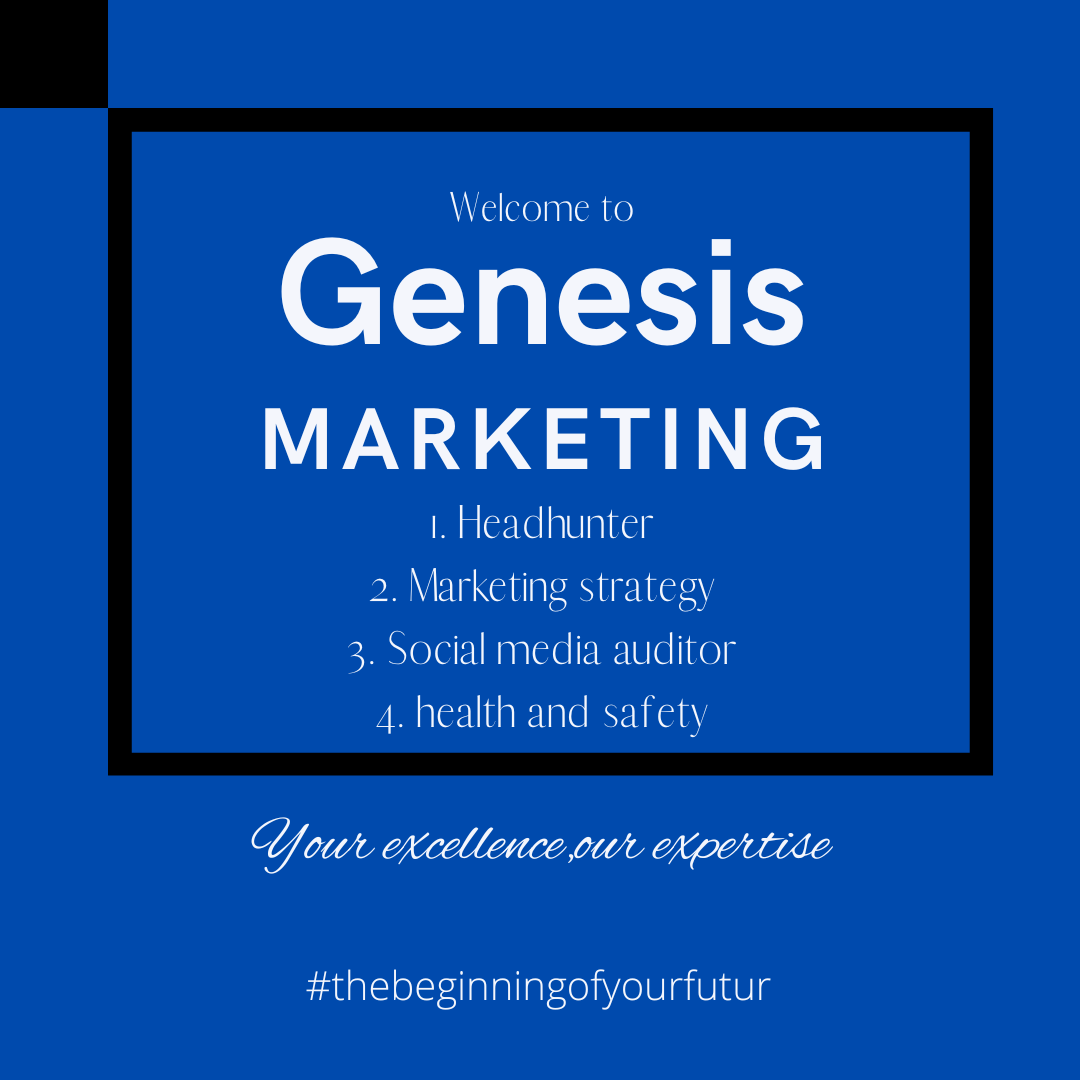 Welcome to
Genesis
MARKETING
1. Headhunter
2. Marketing strategy
3. Social media auditor
4. health and safety
Your excellence,our expertise
#thebeginningofyourfutur